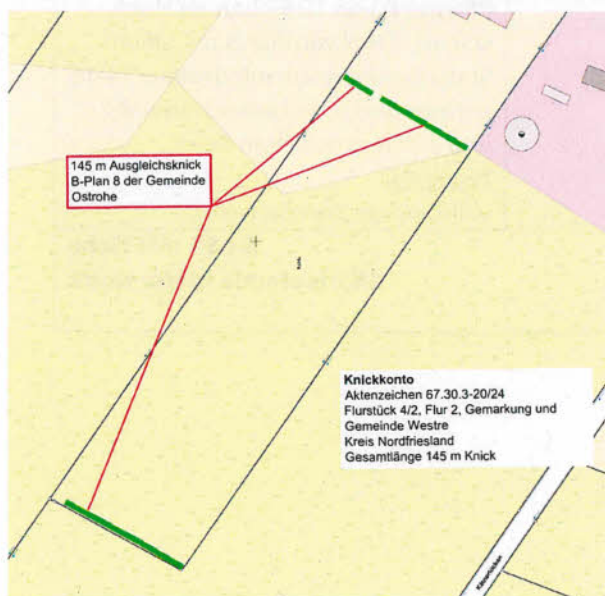 145 m Ausgleichsknick
B-Plan 8 der Gemeinde
Ostrohe
Knickkonto
Aktenzeichen 67.30.3-20/24
Flurstück 4/2, Flur 2, Gemarkung und
Gemeinde Westre
Kreis Nordfriesland
Gesamtlänge 145 m Knick